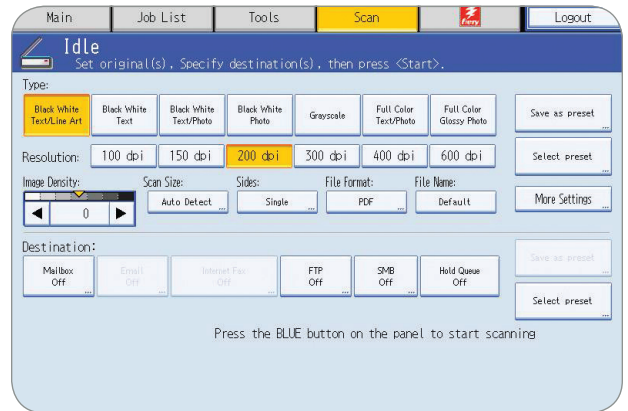 Main Job List Tools Scan Fiery Logout
Idle
Set original(s), Specify destination(s), then press <Start>.
Type:
Black White Text/Line Art
Black White Text
Black White Text/Photo
Black White Photo
Grayscale
Full Color Text/Photo
Full Color Glossy Photo
Save as preset ...
Resolution: 100 dpi 150 dpi 200 dpi 300 dpi 400 dpi 600 dpi Select preset ...
Image Density: Scan Size: Sides: File Format: File Name:
0 Auto Detect ... Single ... PDF ... Default More Settings ...
Destination:
Mailbox Off ...
Email Off ...
Internet Fax Off ...
FTP Off ...
SMB Off ...
Hold Queue Off
Save as preset ...
Select preset ...
Press the BLUE button on the panel to start scanning